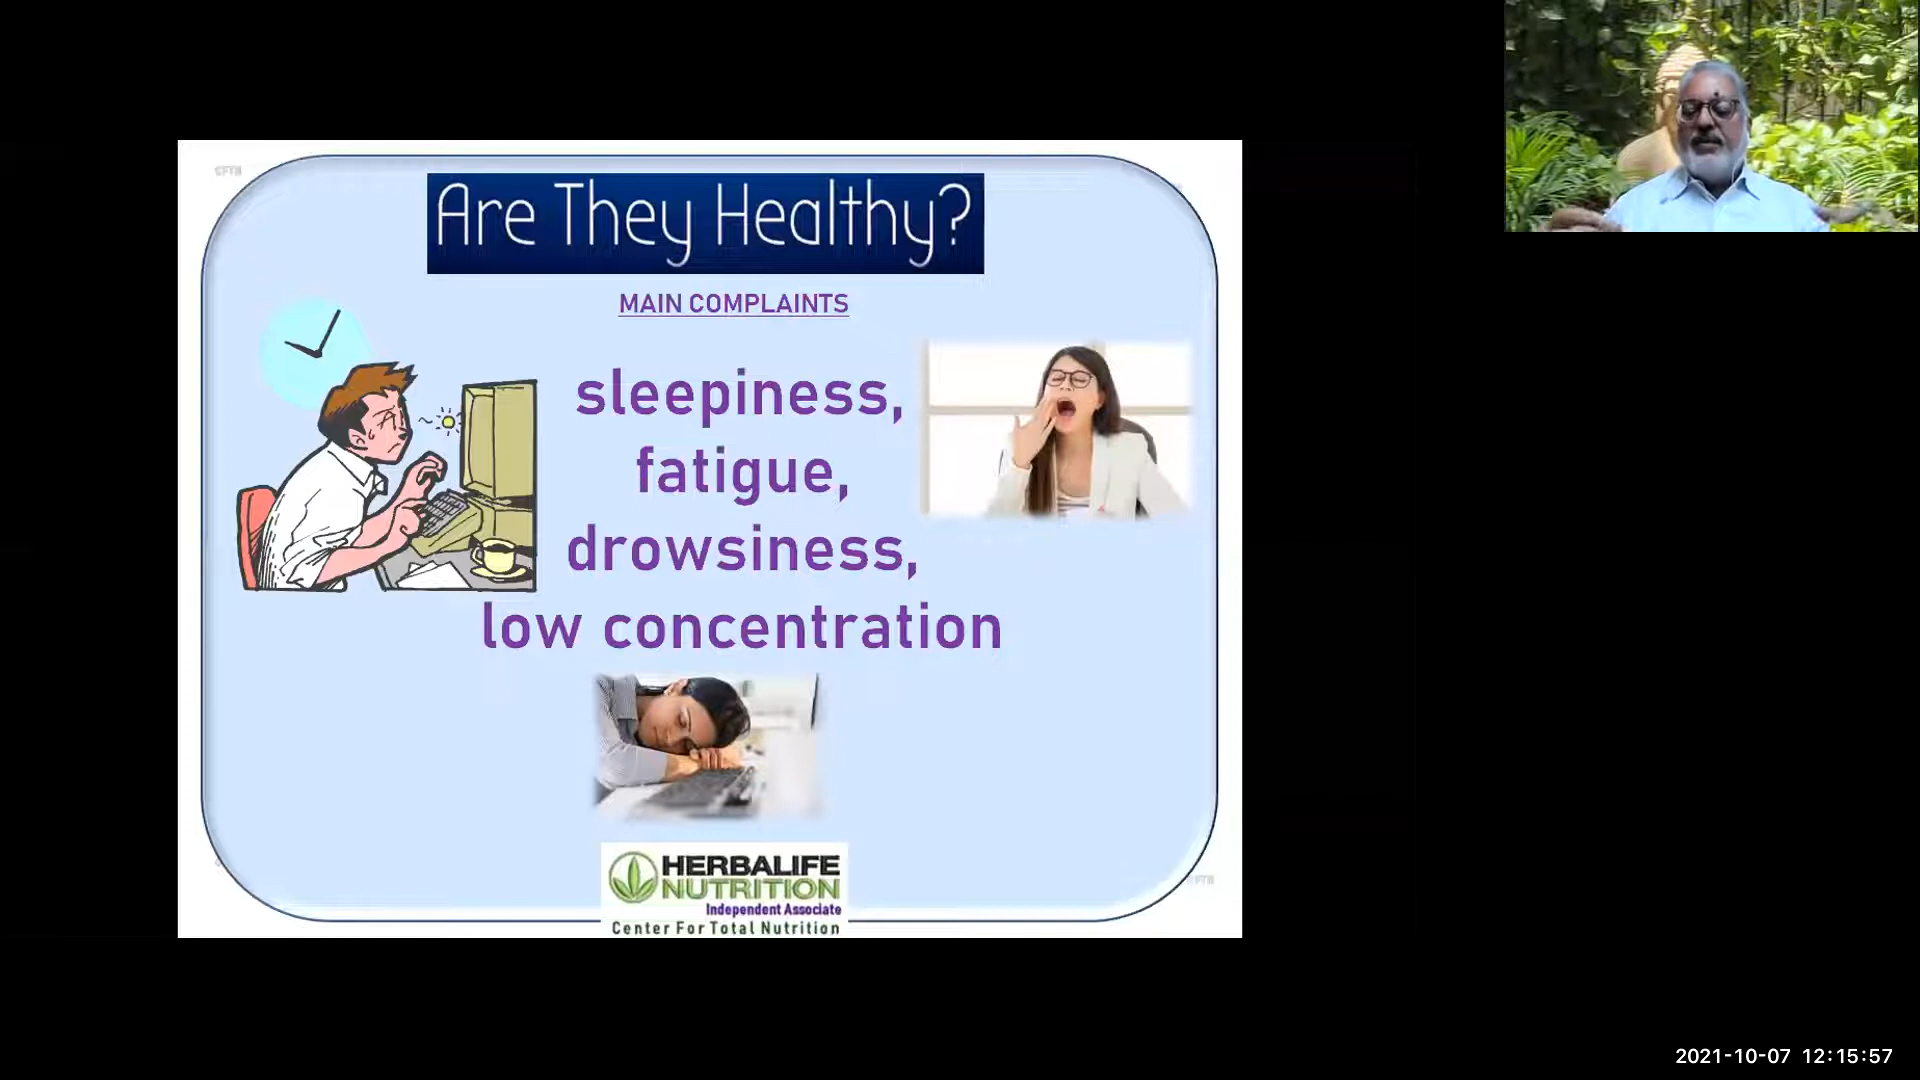 Are They Healthy?
MAIN COMPLAINTS
sleepiness,
fatigue,
drowsiness,
low concentration
HERBALIFE
NUTRITION
Independent Associate
Center For Total Nutrition
2021-10-07 12:15:57